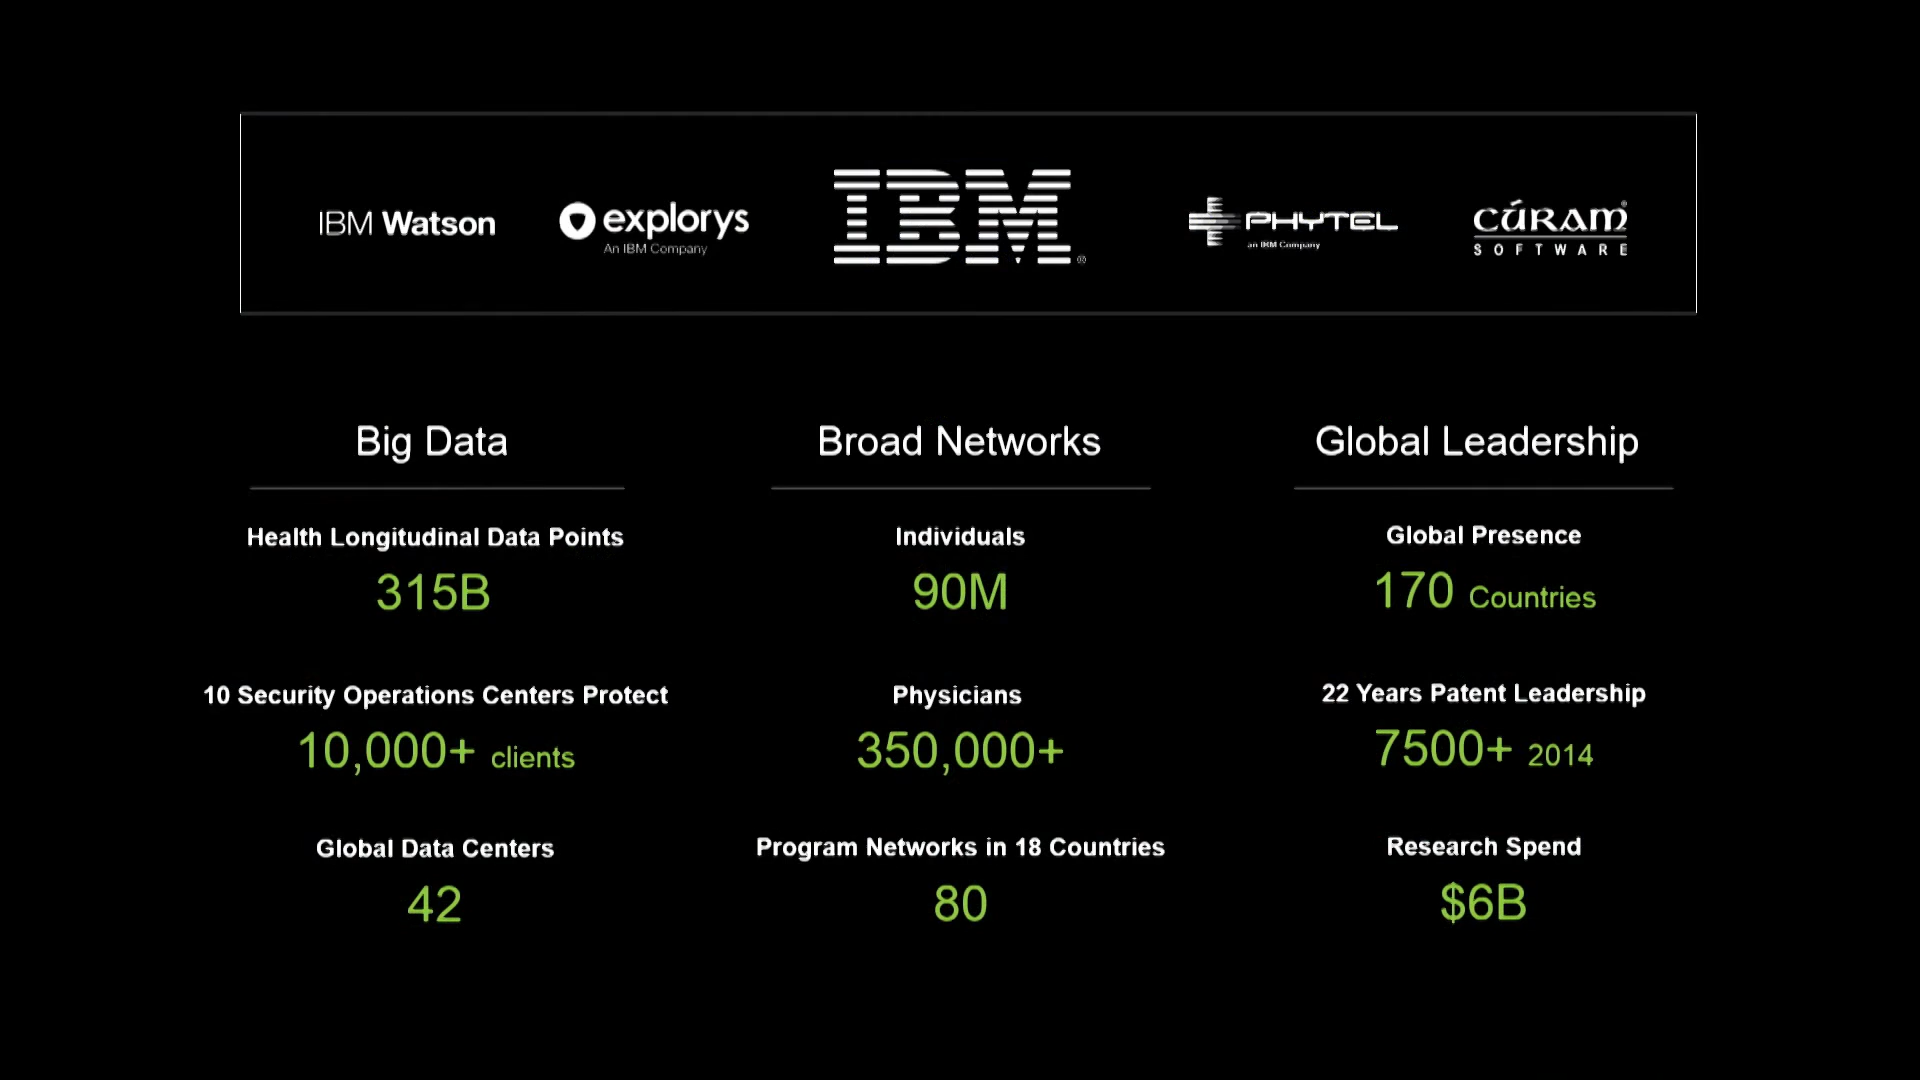 IBM Watson
explorys
An IBM Company
IBM®
PHYTEL
an IBM Company
CÚRAM®
SOFTWARE
Big Data
Health Longitudinal Data Points
315B
10 Security Operations Centers Protect
10,000+ clients
Global Data Centers
42
Broad Networks
Individuals
90M
Physicians
350,000+
Program Networks in 18 Countries
80
Global Leadership
Global Presence
170 Countries
22 Years Patent Leadership
7500+ 2014
Research Spend
$6B